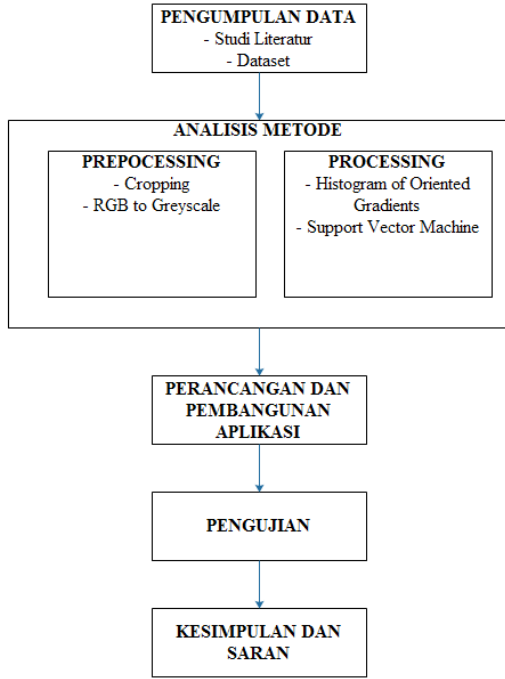 PENGUMPULAN DATA
- Studi Literatur
- Dataset
ANALISIS METODE
PREPOCESSING
- Cropping
- RGB to Greyscale
PROCESSING
- Histogram of Oriented
Gradients
- Support Vector Machine
PERANCANGAN DAN
PEMBANGUNAN
APLIKASI
PENGUJIAN
KESIMPULAN DAN
SARAN